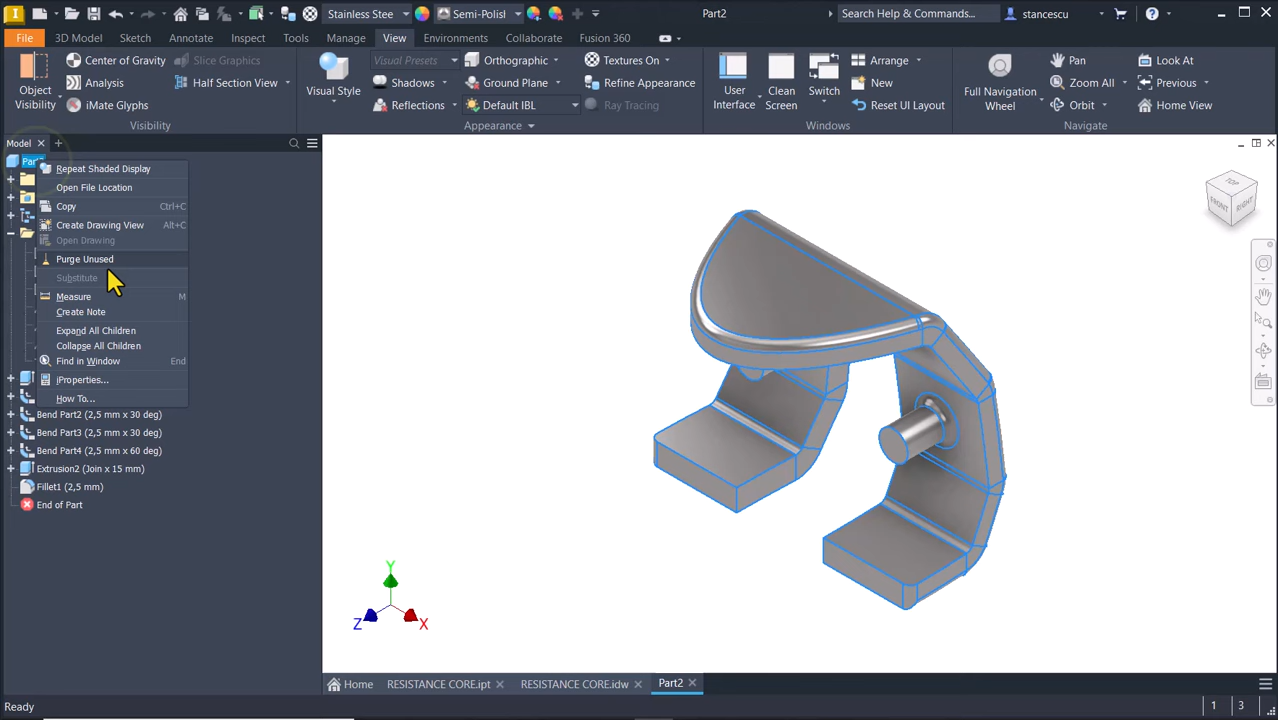 Stainless Stee
Semi-Polisl
Part2
Search Help & Commands...
stancescu
File
3D Model
Sketch
Annotate
Inspect
Tools
Manage
View
Environments
Collaborate
Fusion 360
Object
Visibility
Center of Gravity
Analysis
iMate Glyphs
Slice Graphics
Half Section View
Visibility
Visual Style
Visual Presets
Shadows
Reflections
Orthographic
Ground Plane
Default IBL
Textures On
Refine Appearance
Ray Tracing
Appearance
User
Interface
Clean
Screen
Switch
Arrange
New
Reset UI Layout
Windows
Full Navigation
Wheel
Pan
Zoom All
Orbit
Look At
Previous
Home View
Navigate
Model
Repeat Shaded Display
Open File Location
Copy Ctrl+C
Create Drawing View Alt+C
Open Drawing
Purge Unused
Substitute
Measure M
Create Note
Expand All Children
Collapse All Children
Find in Window End
iProperties...
How To...
Bend Part2 (2,5 mm x 30 deg)
Bend Part3 (2,5 mm x 30 deg)
Bend Part4 (2,5 mm x 60 deg)
Extrusion2 (Join x 15 mm)
Fillet1 (2,5 mm)
End of Part
TOP
FRONT
RIGHT
Y
Z
X
Home
RESISTANCE CORE.ipt
RESISTANCE CORE.idw
Part2
Ready
1
3